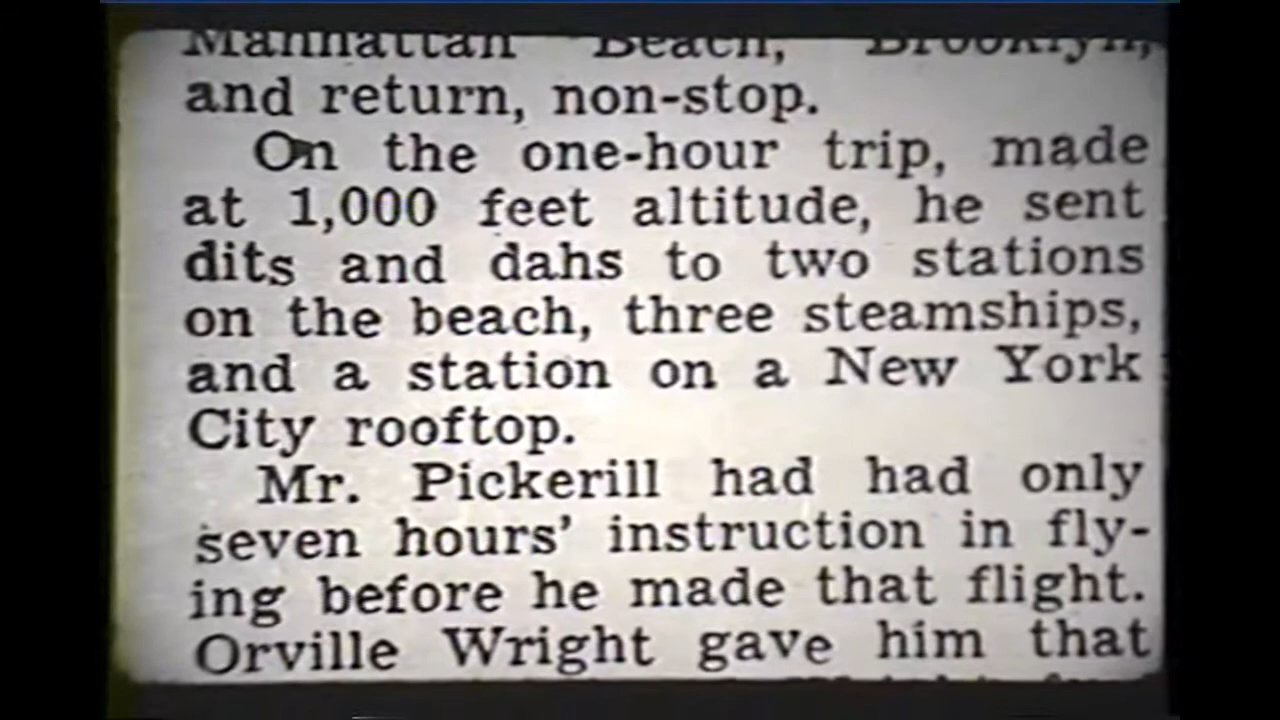 Manhattan Beach, Brooklyn,
and return, non-stop.
On the one-hour trip, made
at 1,000 feet altitude, he sent
dits and dahs to two stations
on the beach, three steamships,
and a station on a New York
City rooftop.
Mr. Pickerill had had only
seven hours' instruction in fly-
ing before he made that flight.
Orville Wright gave him that